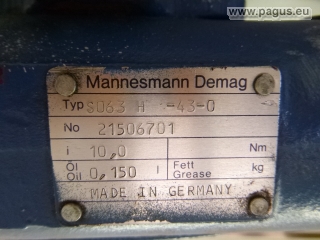 www.pagus.eu
Mannesmann Demag
Typ SO63 H -43-0
No 21506701
i 10,0 Nm
Öl Oil 0,150 l Fett Grease kg
MADE IN GERMANY